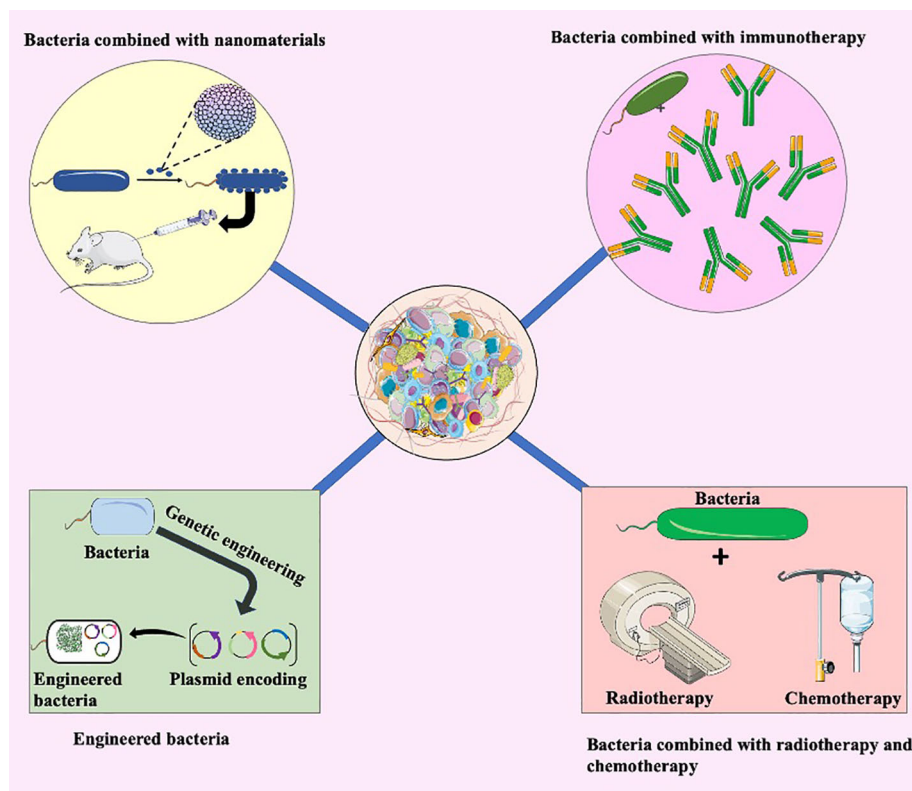 Bacteria combined with nanomaterials
Bacteria combined with immunotherapy
+
Bacteria
Genetic engineering
Engineered
bacteria
Plasmid encoding
Engineered bacteria
Bacteria
+
Radiotherapy
Chemotherapy
Bacteria combined with radiotherapy and
chemotherapy